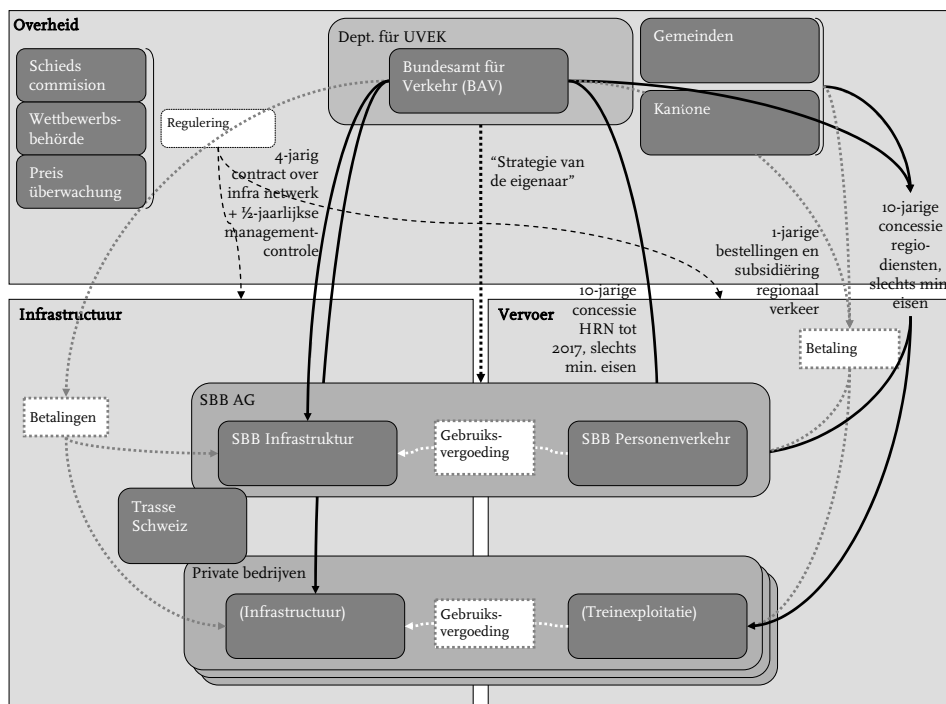 Overheid
Schieds
commision
Wettbewerbs-
behörde
Preis
überwachung
Regulering
Dept. für UVEK
Bundesamt für
Verkehr (BAV)
Gemeinden
Kantone
4-jarig
contract over
infra netwerk
+ ½-jaarlijkse
management-
controle
“Strategie van
de eigenaar”
1-jarige
bestellingen en
subsidiëring
regionaal
verkeer
10-jarige
concessie
regio-
diensten,
slechts min.
eisen
10-jarige
concessie
HRN tot
2017, slechts
min. eisen
Infrastructuur
Vervoer
Betaling
Betalingen
SBB AG
SBB Infrastruktur
Gebruiks-
vergoeding
SBB Personenverkehr
Trasse
Schweiz
Private bedrijven
(Infrastructuur)
Gebruiks-
vergoeding
(Treinexploitatie)